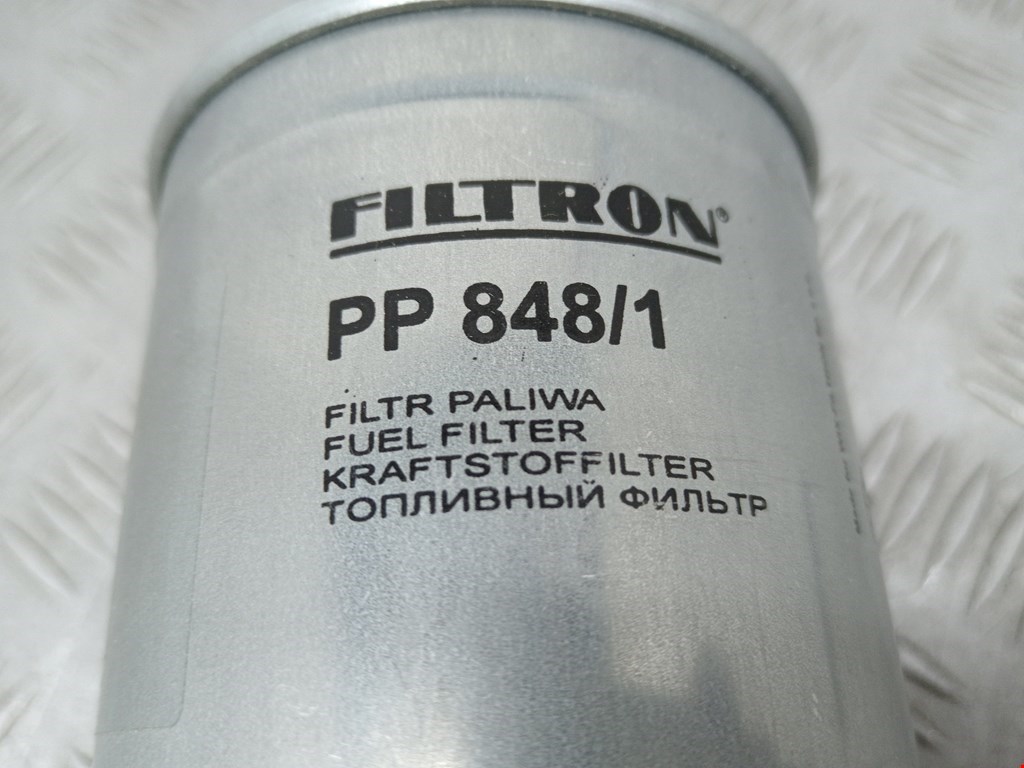 FILTRON®
PP 848/1
FILTR PALIWA
FUEL FILTER
KRAFTSTOFFILTER
ТОПЛИВНЫЙ ФИЛЬТР